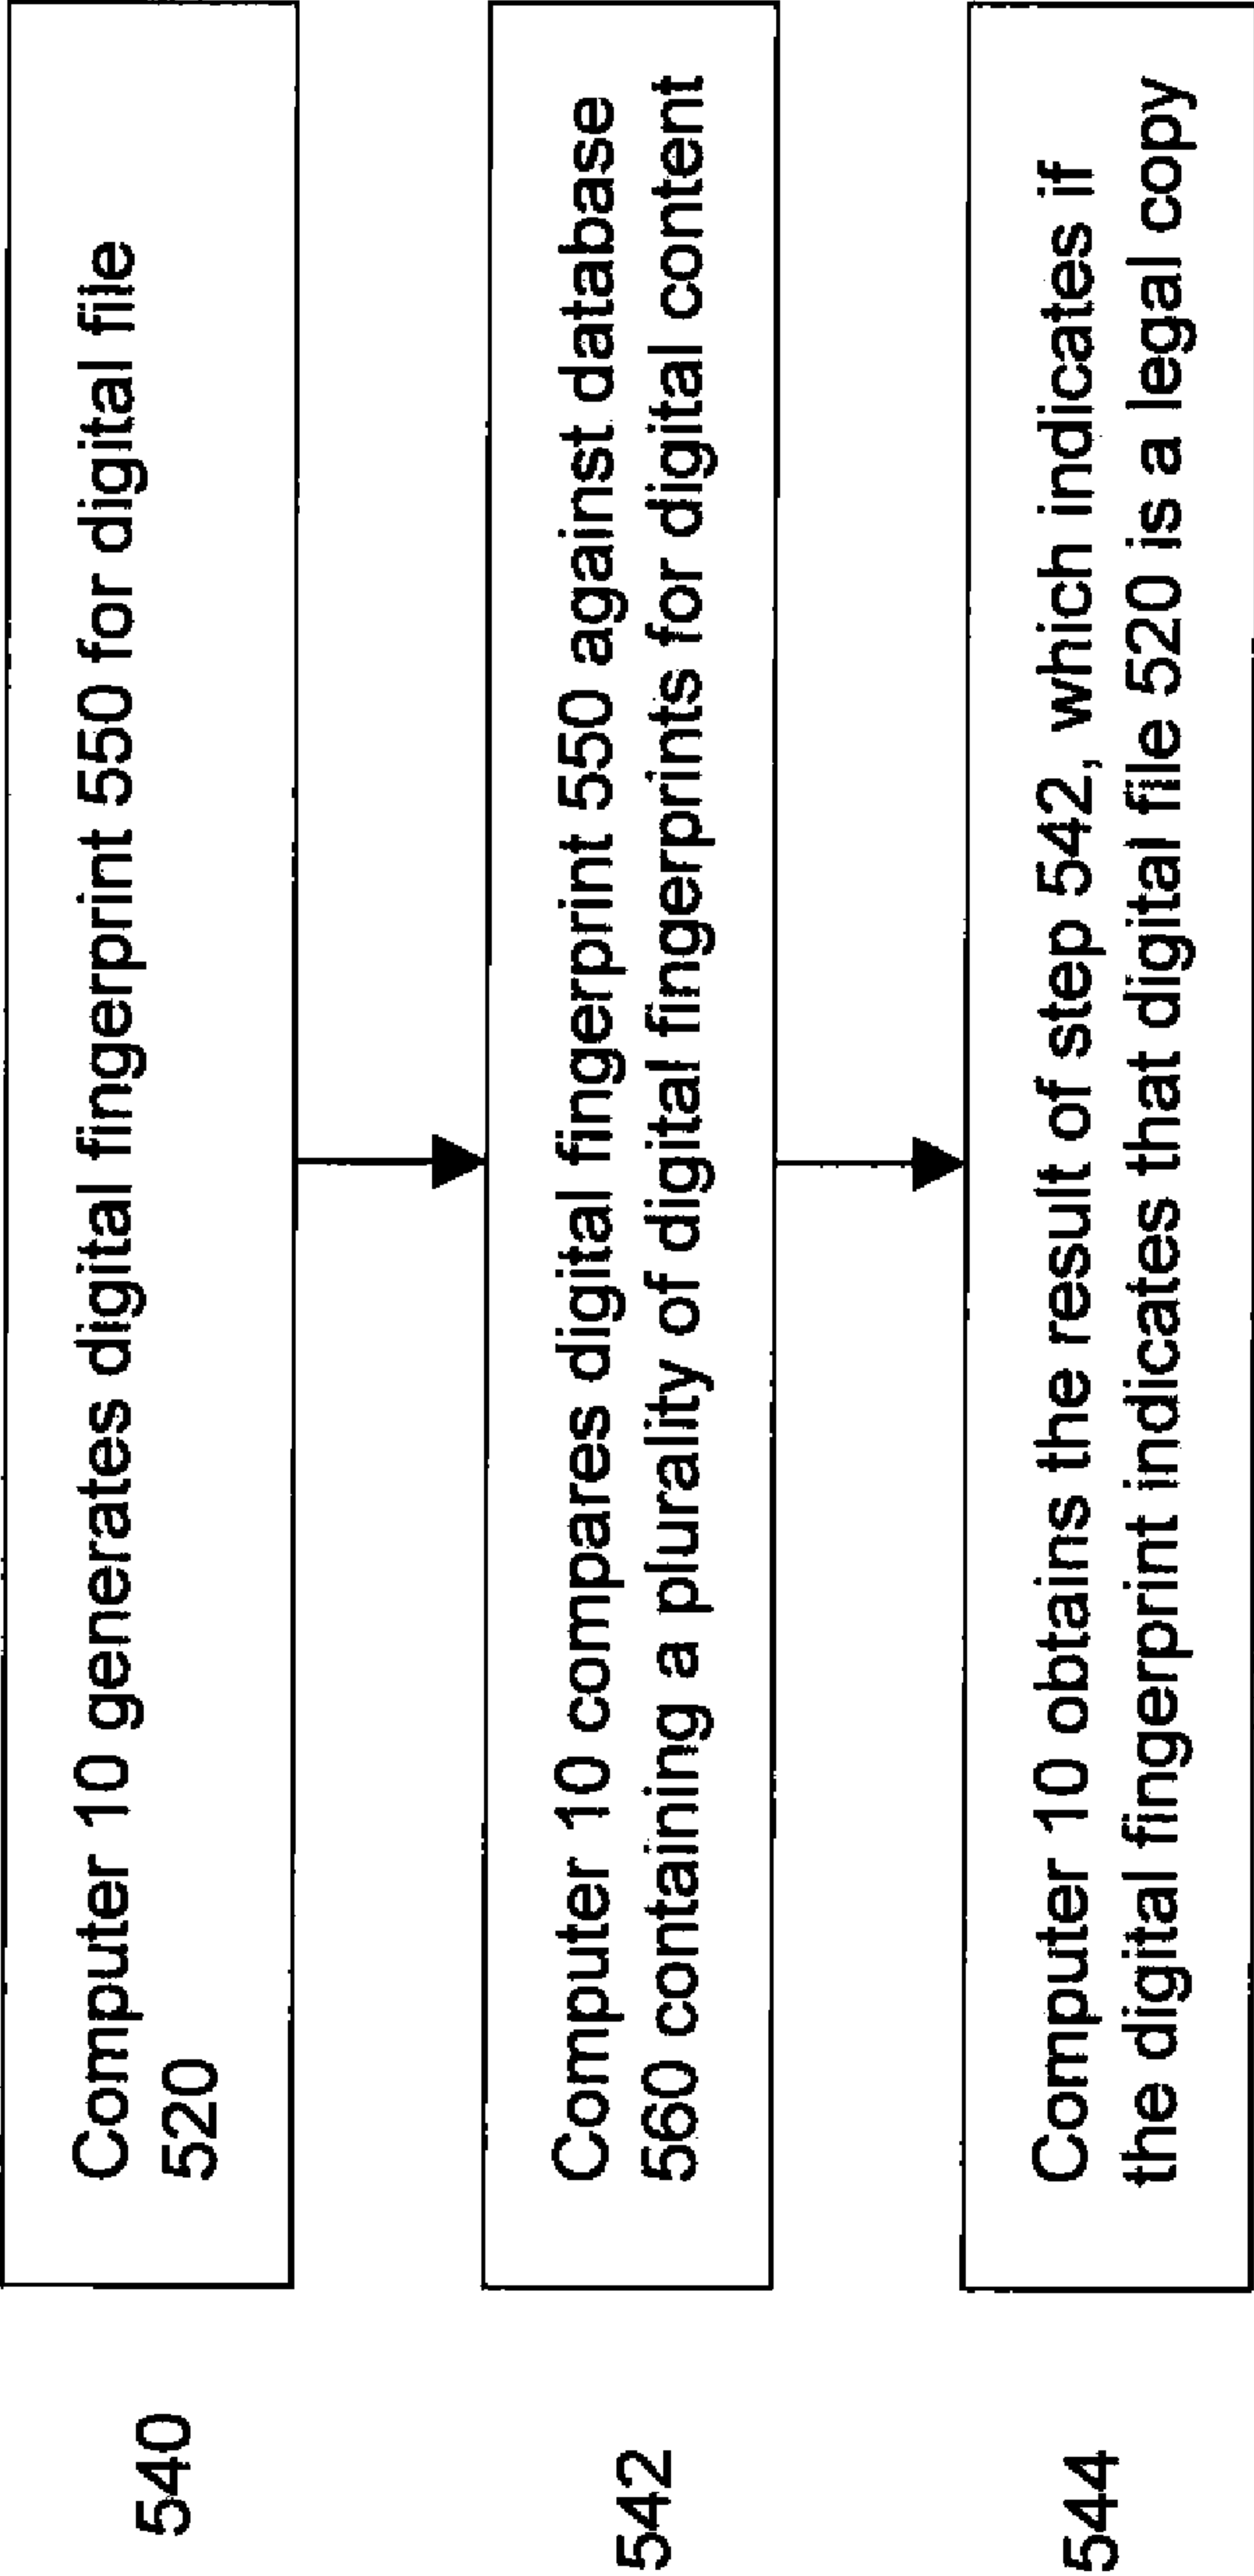 540
Computer 10 generates digital fingerprint 550 for digital file
520
542
Computer 10 compares digital fingerprint 550 against database
560 containing a plurality of digital fingerprints for digital content
544
Computer 10 obtains the result of step 542, which indicates if
the digital fingerprint indicates that digital file 520 is a legal copy